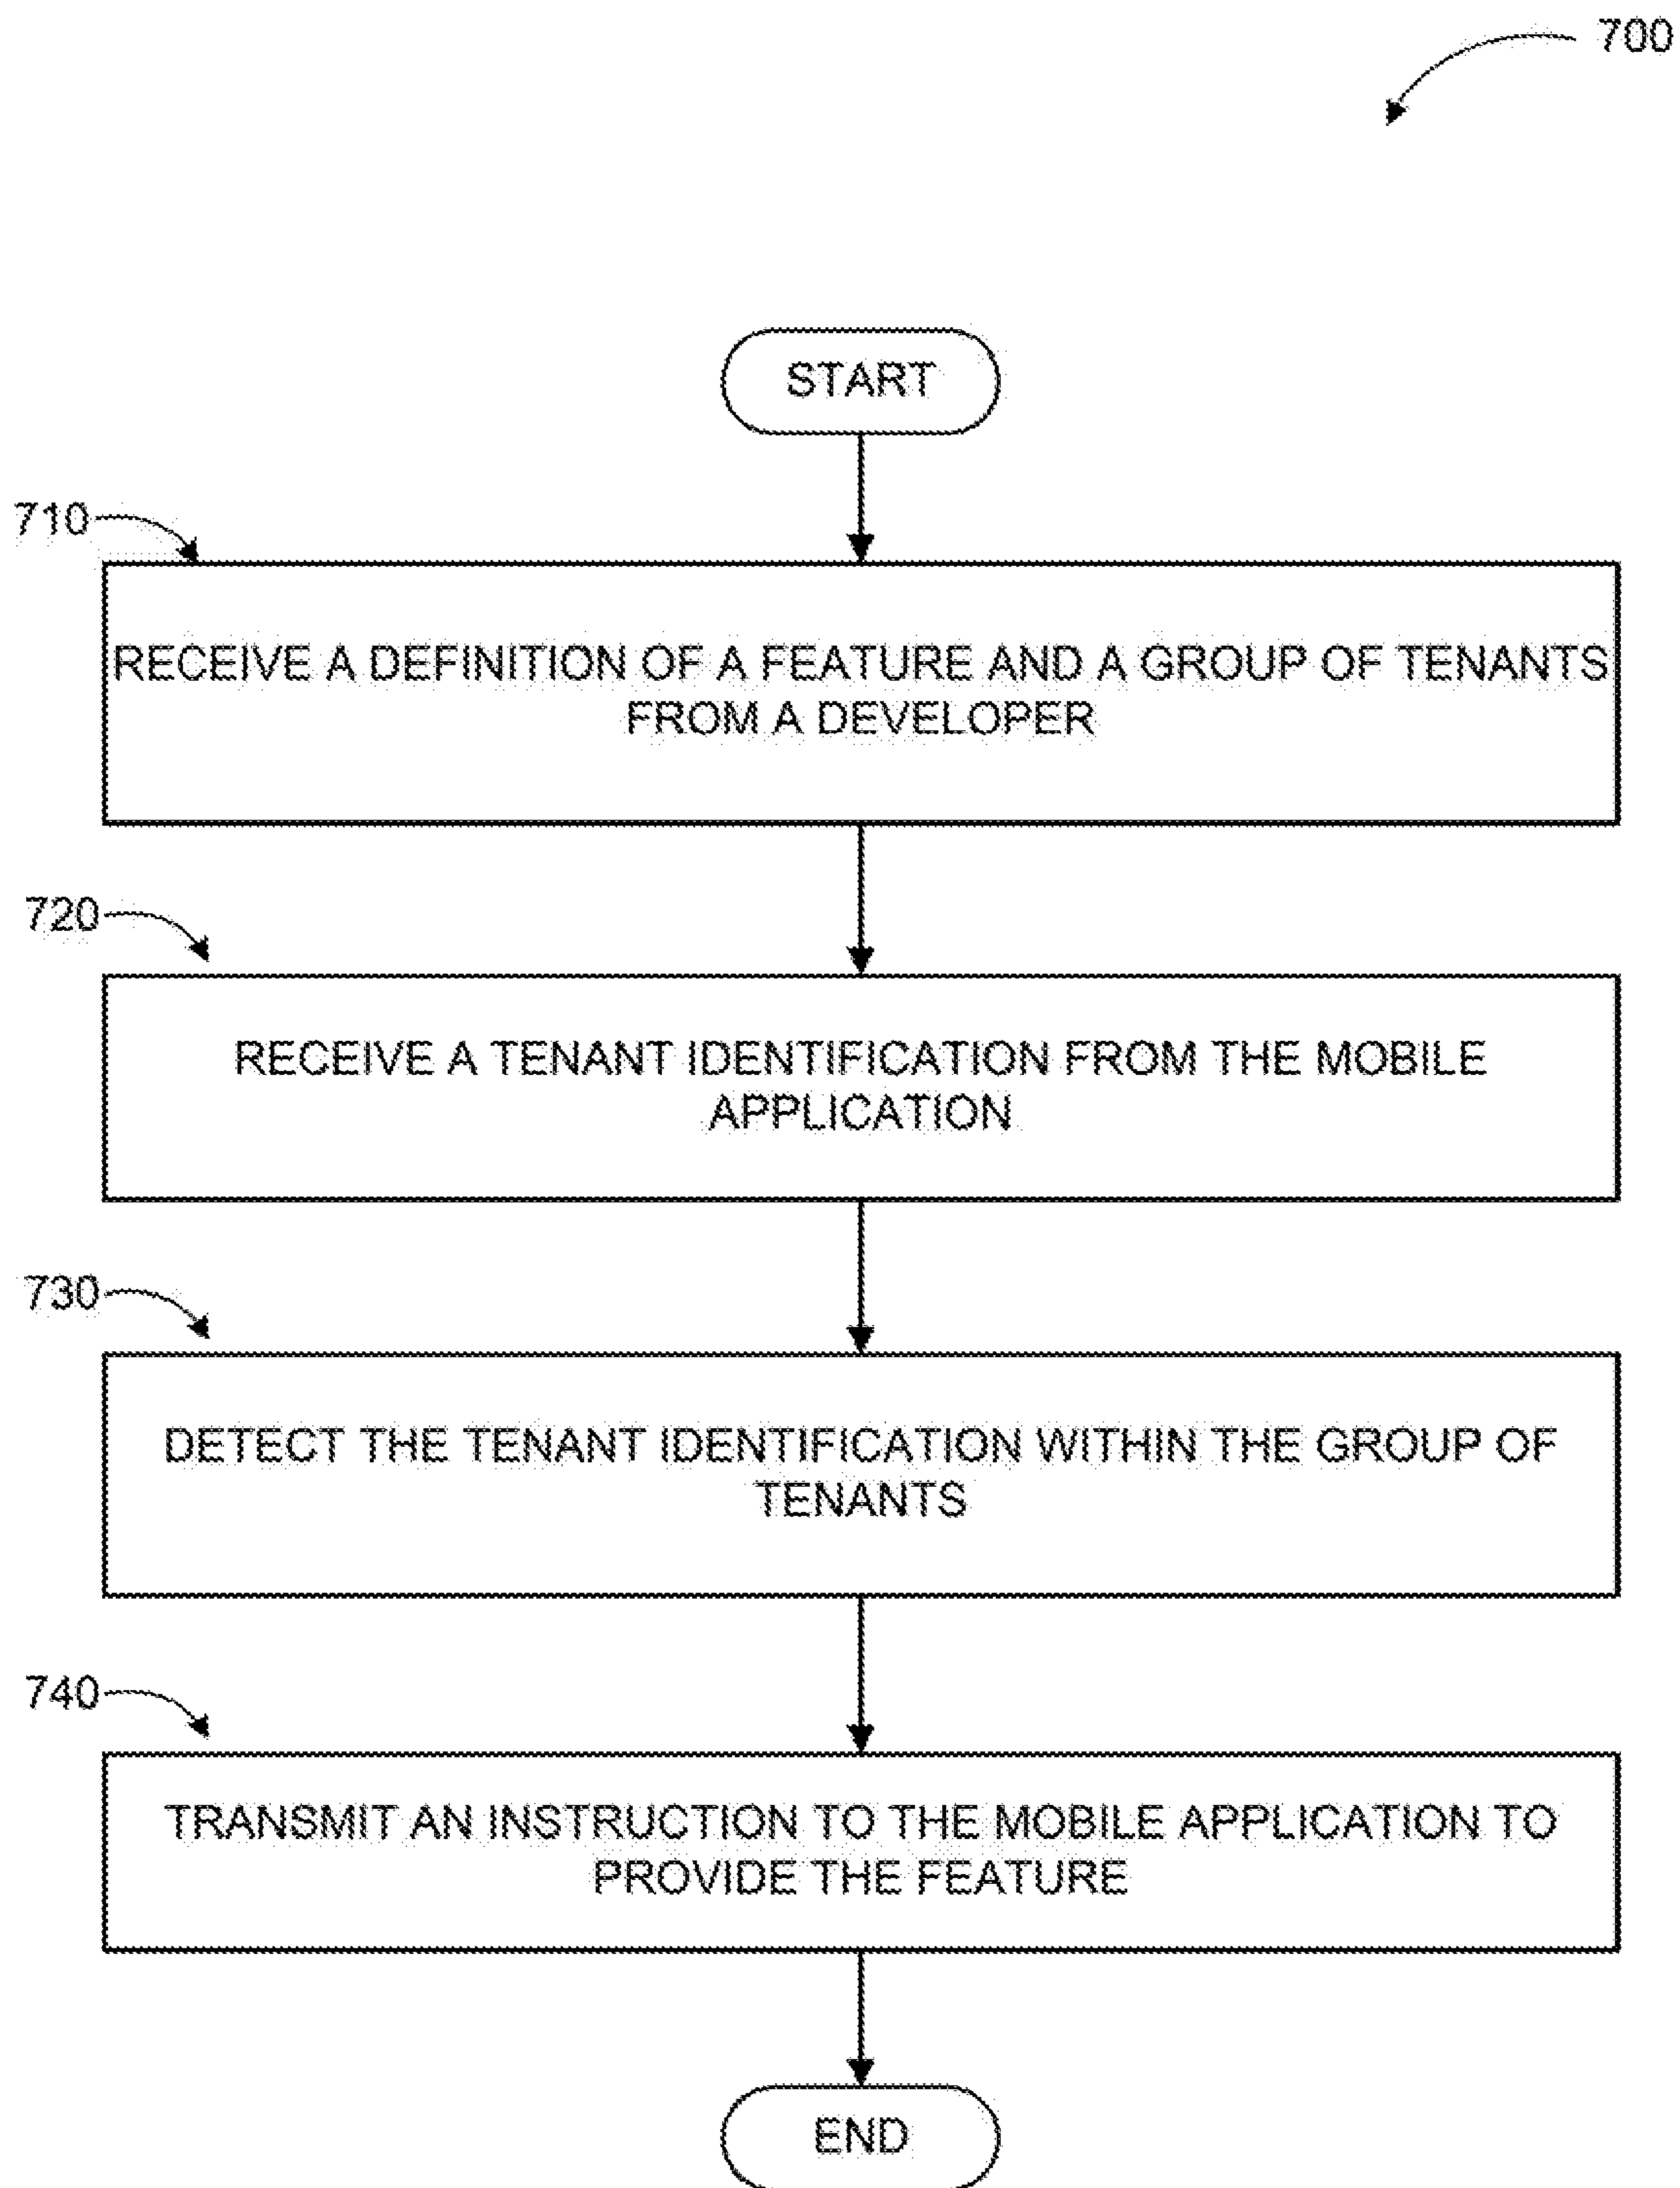 700
START
710
RECEIVE A DEFINITION OF A FEATURE AND A GROUP OF TENANTS
FROM A DEVELOPER
720
RECEIVE A TENANT IDENTIFICATION FROM THE MOBILE
APPLICATION
730
DETECT THE TENANT IDENTIFICATION WITHIN THE GROUP OF
TENANTS
740
TRANSMIT AN INSTRUCTION TO THE MOBILE APPLICATION TO
PROVIDE THE FEATURE
END